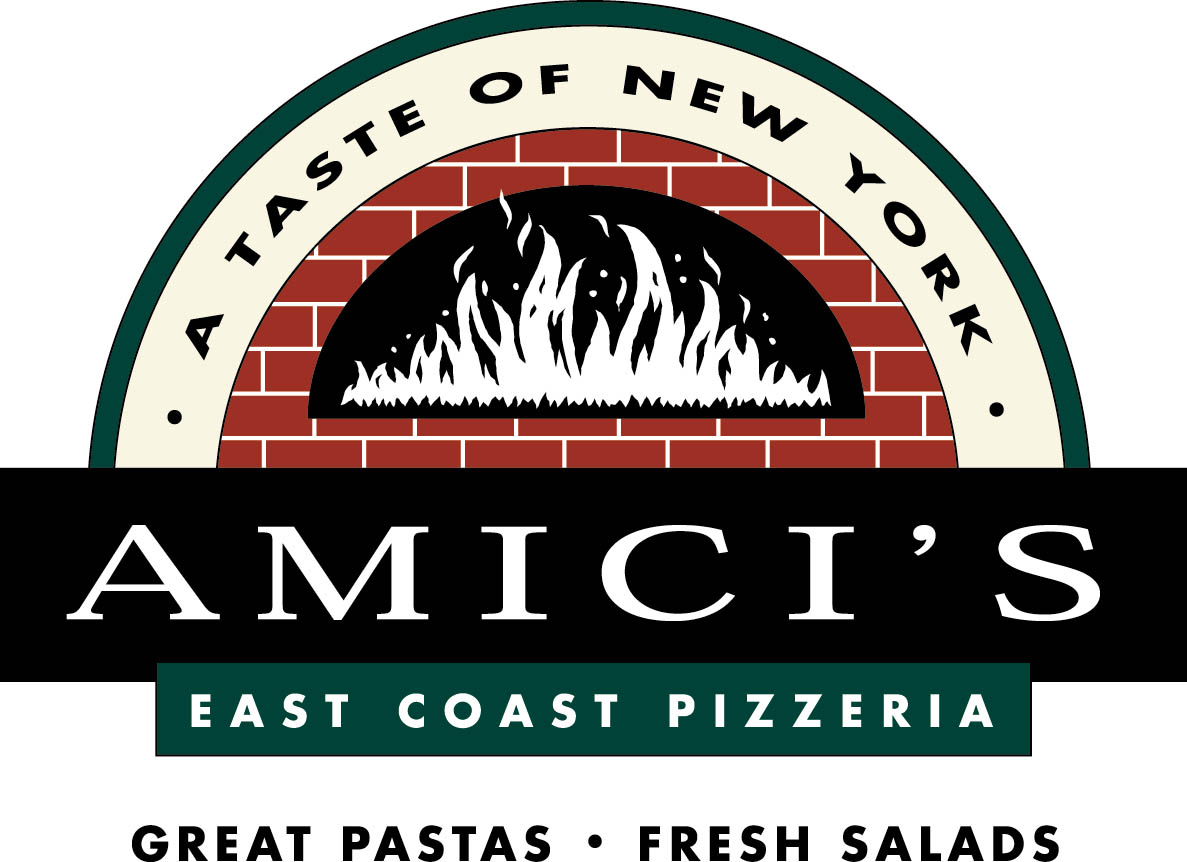 • A TASTE OF NEW YORK •
AMICI'S
EAST COAST PIZZERIA
GREAT PASTAS • FRESH SALADS